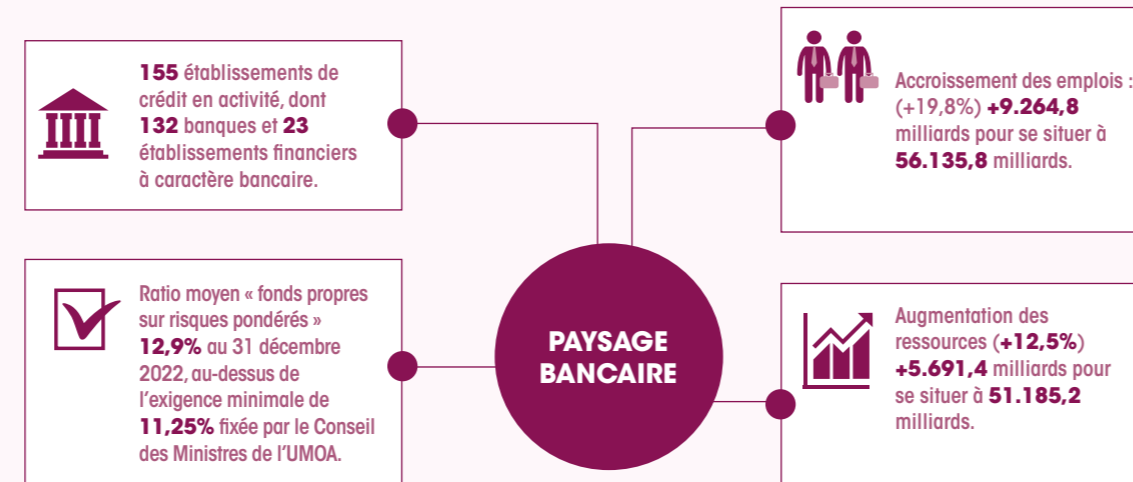 155 établissements de
crédit en activité, dont
132 banques et 23
établissements financiers
à caractère bancaire.
Accroissement des emplois :
(+19,8%) +9.264,8
milliards pour se situer à
56.135,8 milliards.
Ratio moyen « fonds propres
sur risques pondérés »
12,9% au 31 décembre
2022, au-dessus de
l'exigence minimale de
11,25% fixée par le Conseil
des Ministres de l'UMOA.
PAYSAGE
BANCAIRE
Augmentation des
ressources (+12,5%)
+5.691,4 milliards pour
se situer à 51.185,2
milliards.